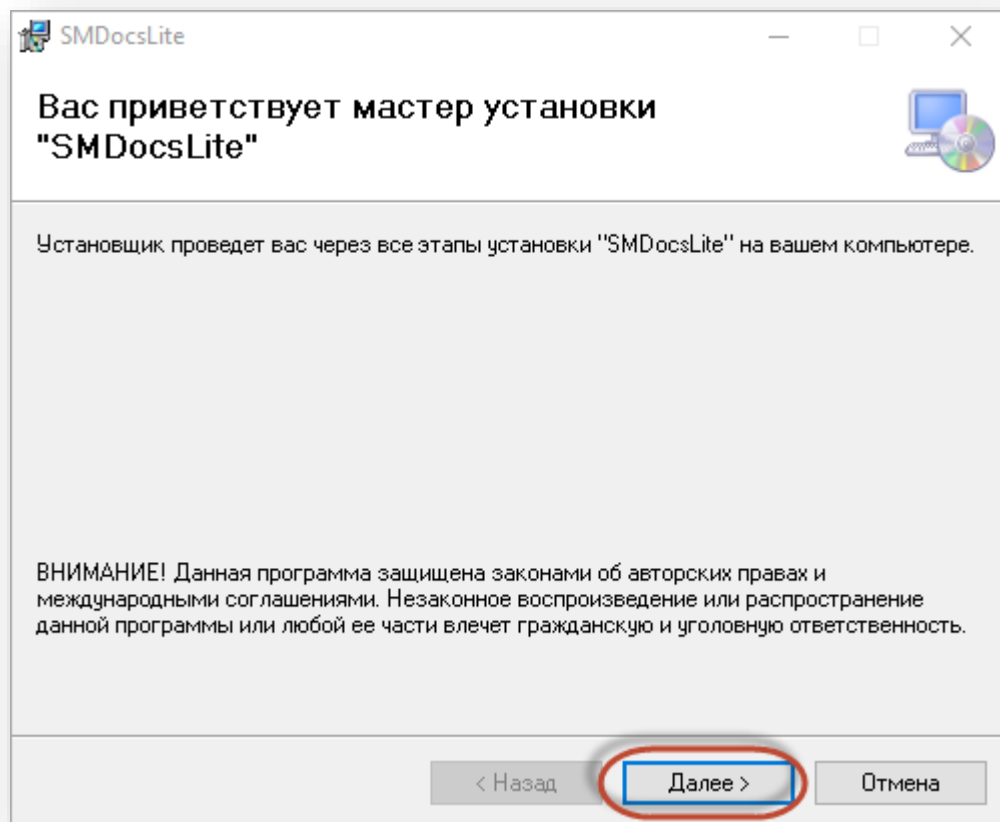 SMDocsLite
Вас приветствует мастер установки
"SMDocsLite"
Установщик проведет вас через все этапы установки "SMDocsLite" на вашем компьютере.
ВНИМАНИЕ! Данная программа защищена законами об авторских правах и
международными соглашениями. Незаконное воспроизведение или распространение
данной программы или любой ее части влечет гражданскую и уголовную ответственность.
< Назад
Далее >
Отмена